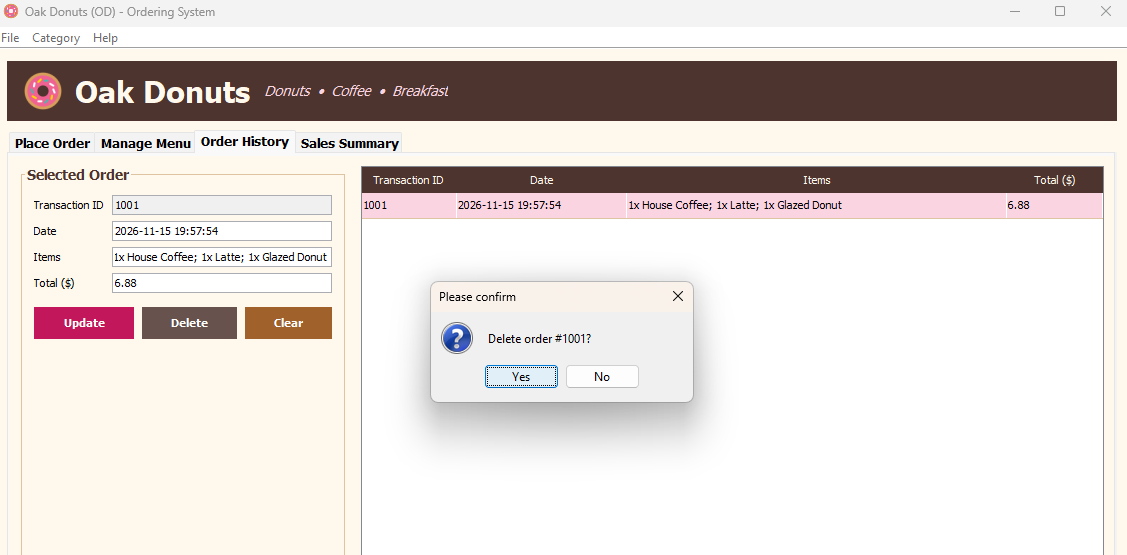 Oak Donuts (OD) - Ordering System
File Category Help
Oak Donuts Donuts • Coffee • Breakfast
Place Order Manage Menu Order History Sales Summary
Selected Order
Transaction ID 1001
Date 2026-11-15 19:57:54
Items 1x House Coffee; 1x Latte; 1x Glazed Donut
Total ($) 6.88
Update Delete Clear
Transaction ID Date Items Total ($)
1001 2026-11-15 19:57:54 1x House Coffee; 1x Latte; 1x Glazed Donut 6.88
Please confirm
Delete order #1001?
Yes No